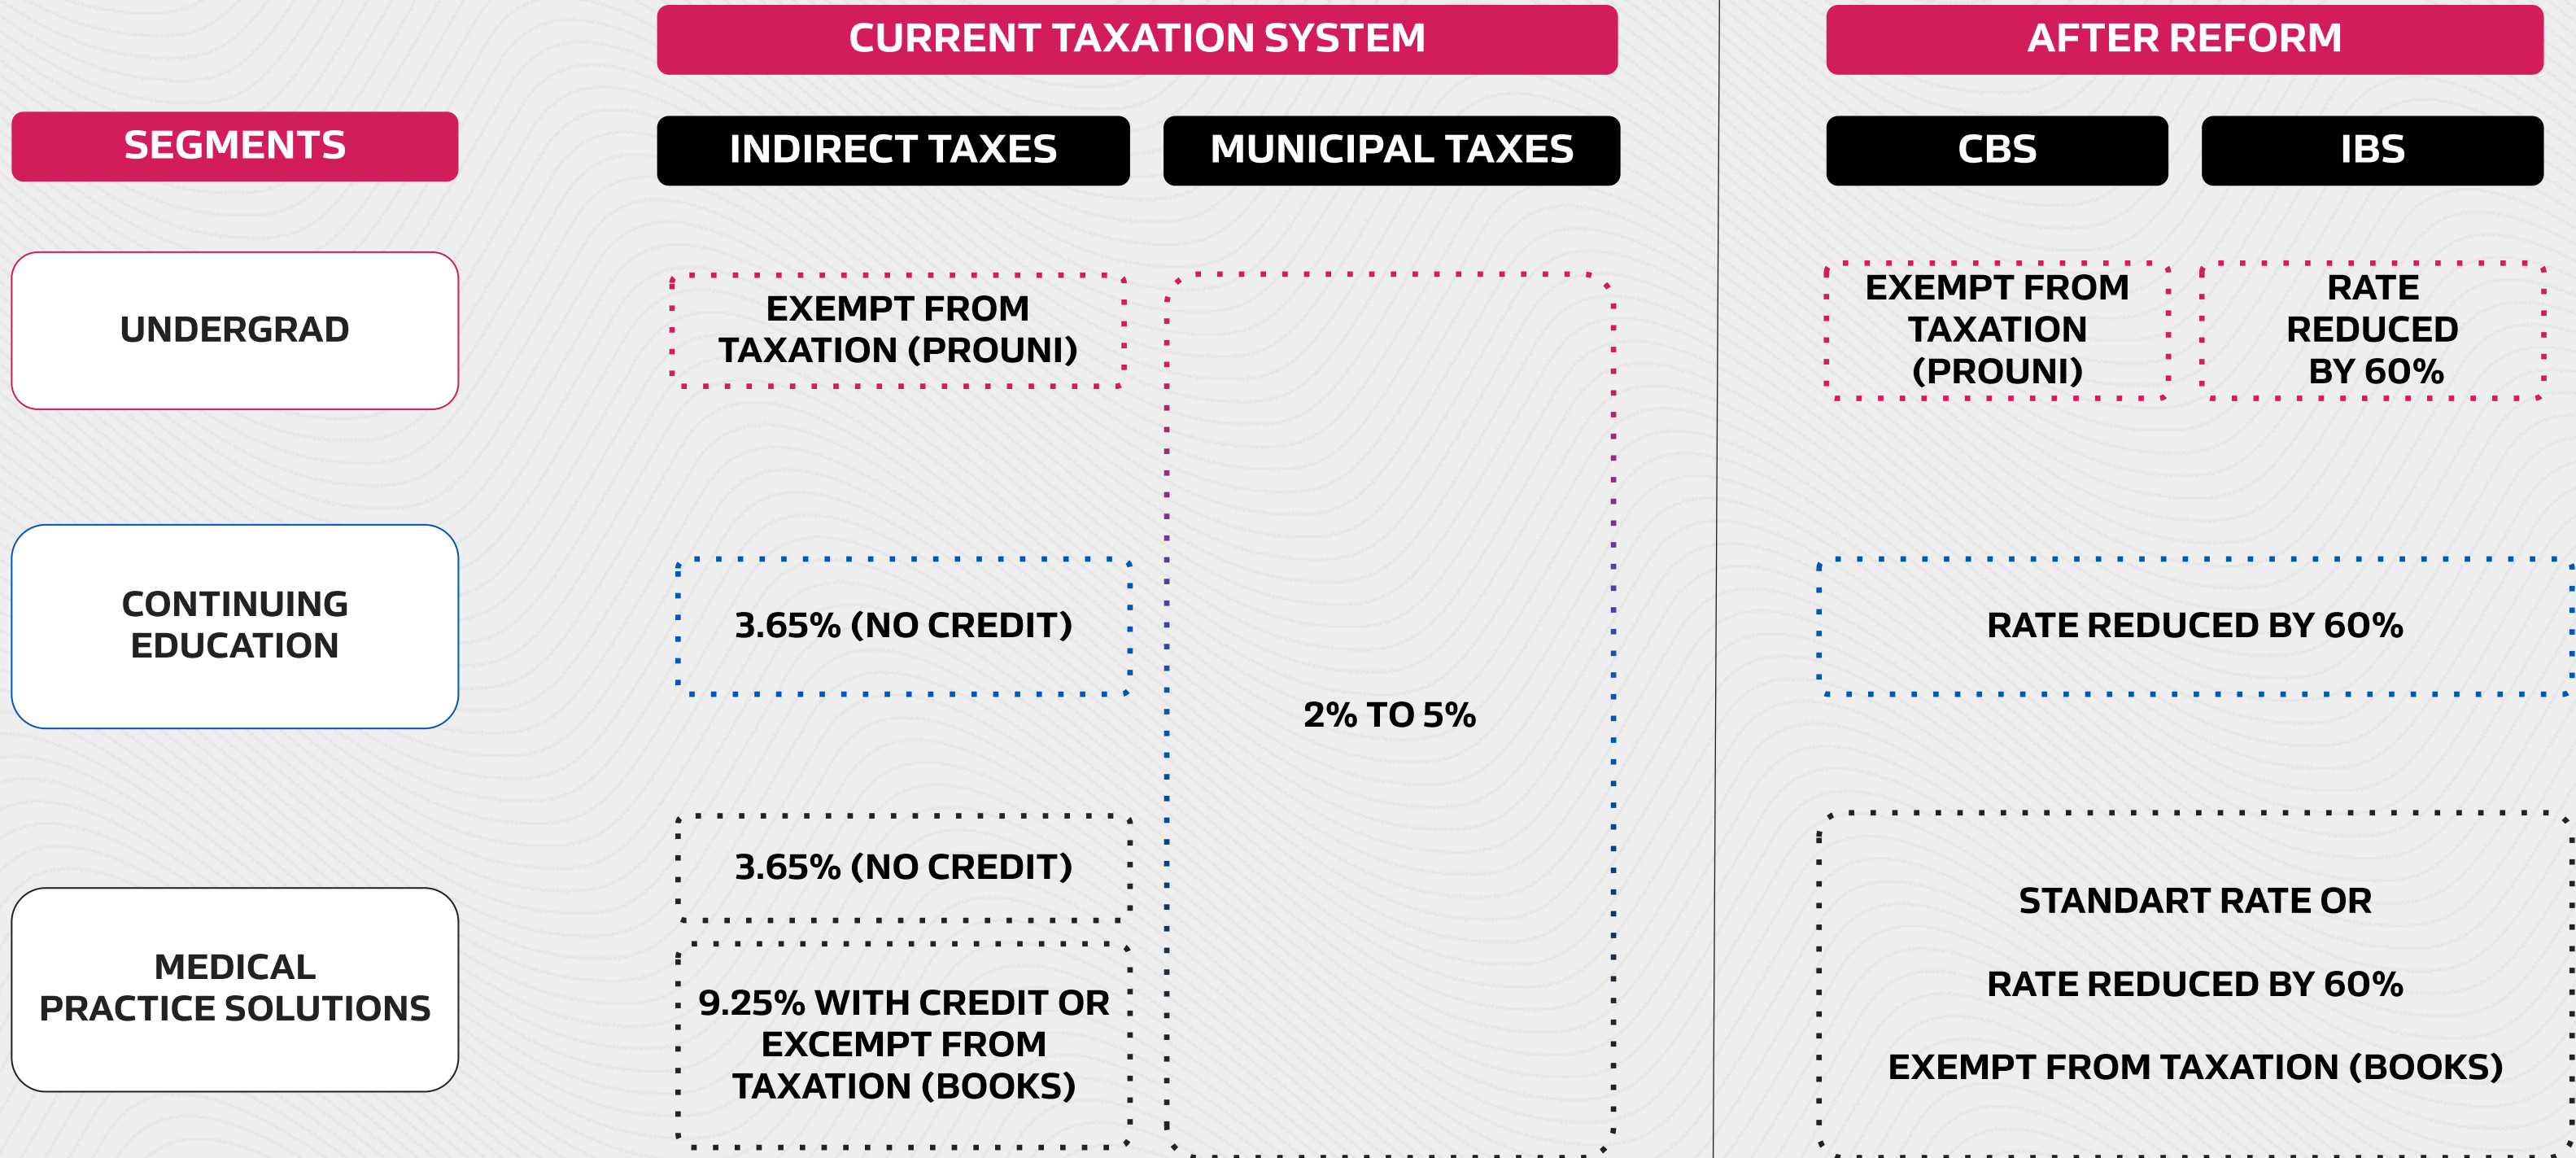 CURRENT TAXATION SYSTEM
AFTER REFORM
SEGMENTS
INDIRECT TAXES
MUNICIPAL TAXES
CBS
IBS
UNDERGRAD
EXEMPT FROM
TAXATION (PROUNI)
EXEMPT FROM
TAXATION
(PROUNI)
RATE
REDUCED
BY 60%
CONTINUING
EDUCATION
3.65% (NO CREDIT)
RATE REDUCED BY 60%
2% TO 5%
MEDICAL
PRACTICE SOLUTIONS
3.65% (NO CREDIT)
9.25% WITH CREDIT OR
EXCEMPT FROM
TAXATION (BOOKS)
STANDART RATE OR
RATE REDUCED BY 60%
EXEMPT FROM TAXATION (BOOKS)